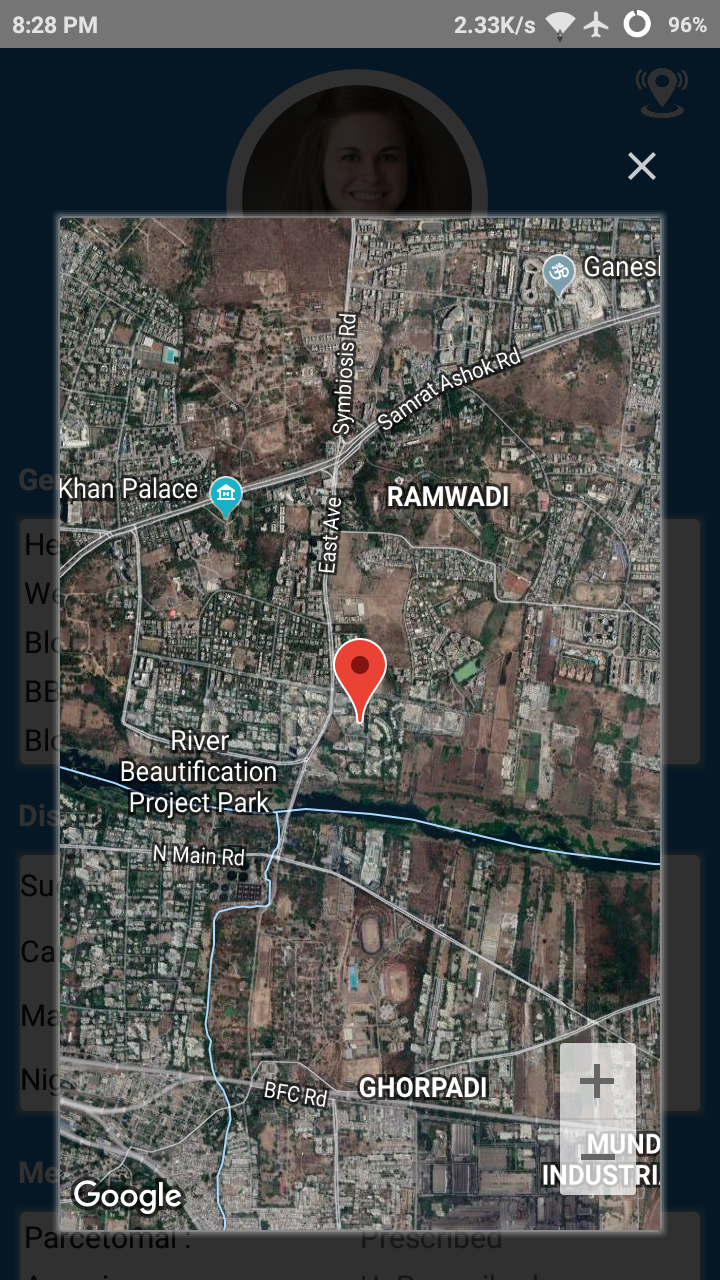 8:28 PM 2.33K/s 96%
Ganesh
Symbiosis Rd
Samrat Ashok Rd
Khan Palace
RAMWADI
East Ave
Ge
He
We
Blo
BB
Blo
River
Beautification
Project Park
Dis
N Main Rd
Su
Ca
Ma
Nig
GHORPADI
BFC Rd
MUND
INDUSTRI
Me
Google
Parcetomal : Prescribed